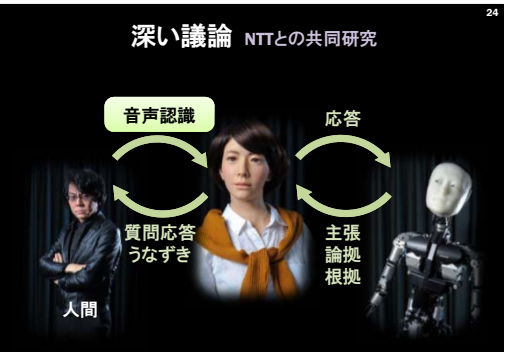 24
深い議論 NTTとの共同研究
音声認識
応答
質問応答
うなずき
主張
論拠
根拠
人間